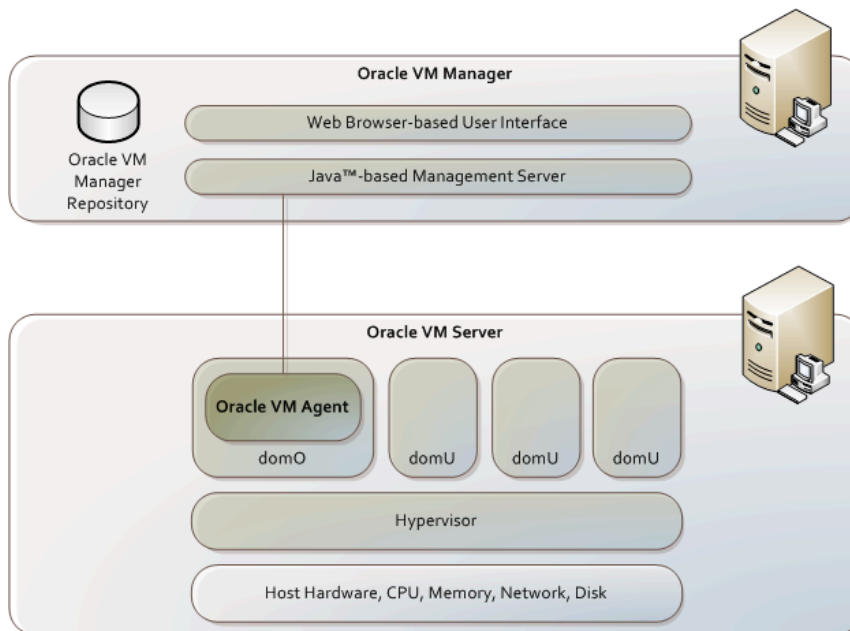 Oracle VM Manager
Web Browser-based User Interface
Oracle VM
Manager
Repository
Java™-based Management Server
Oracle VM Server
Oracle VM Agent
domO
domU
domU
domU
Hypervisor
Host Hardware, CPU, Memory, Network, Disk